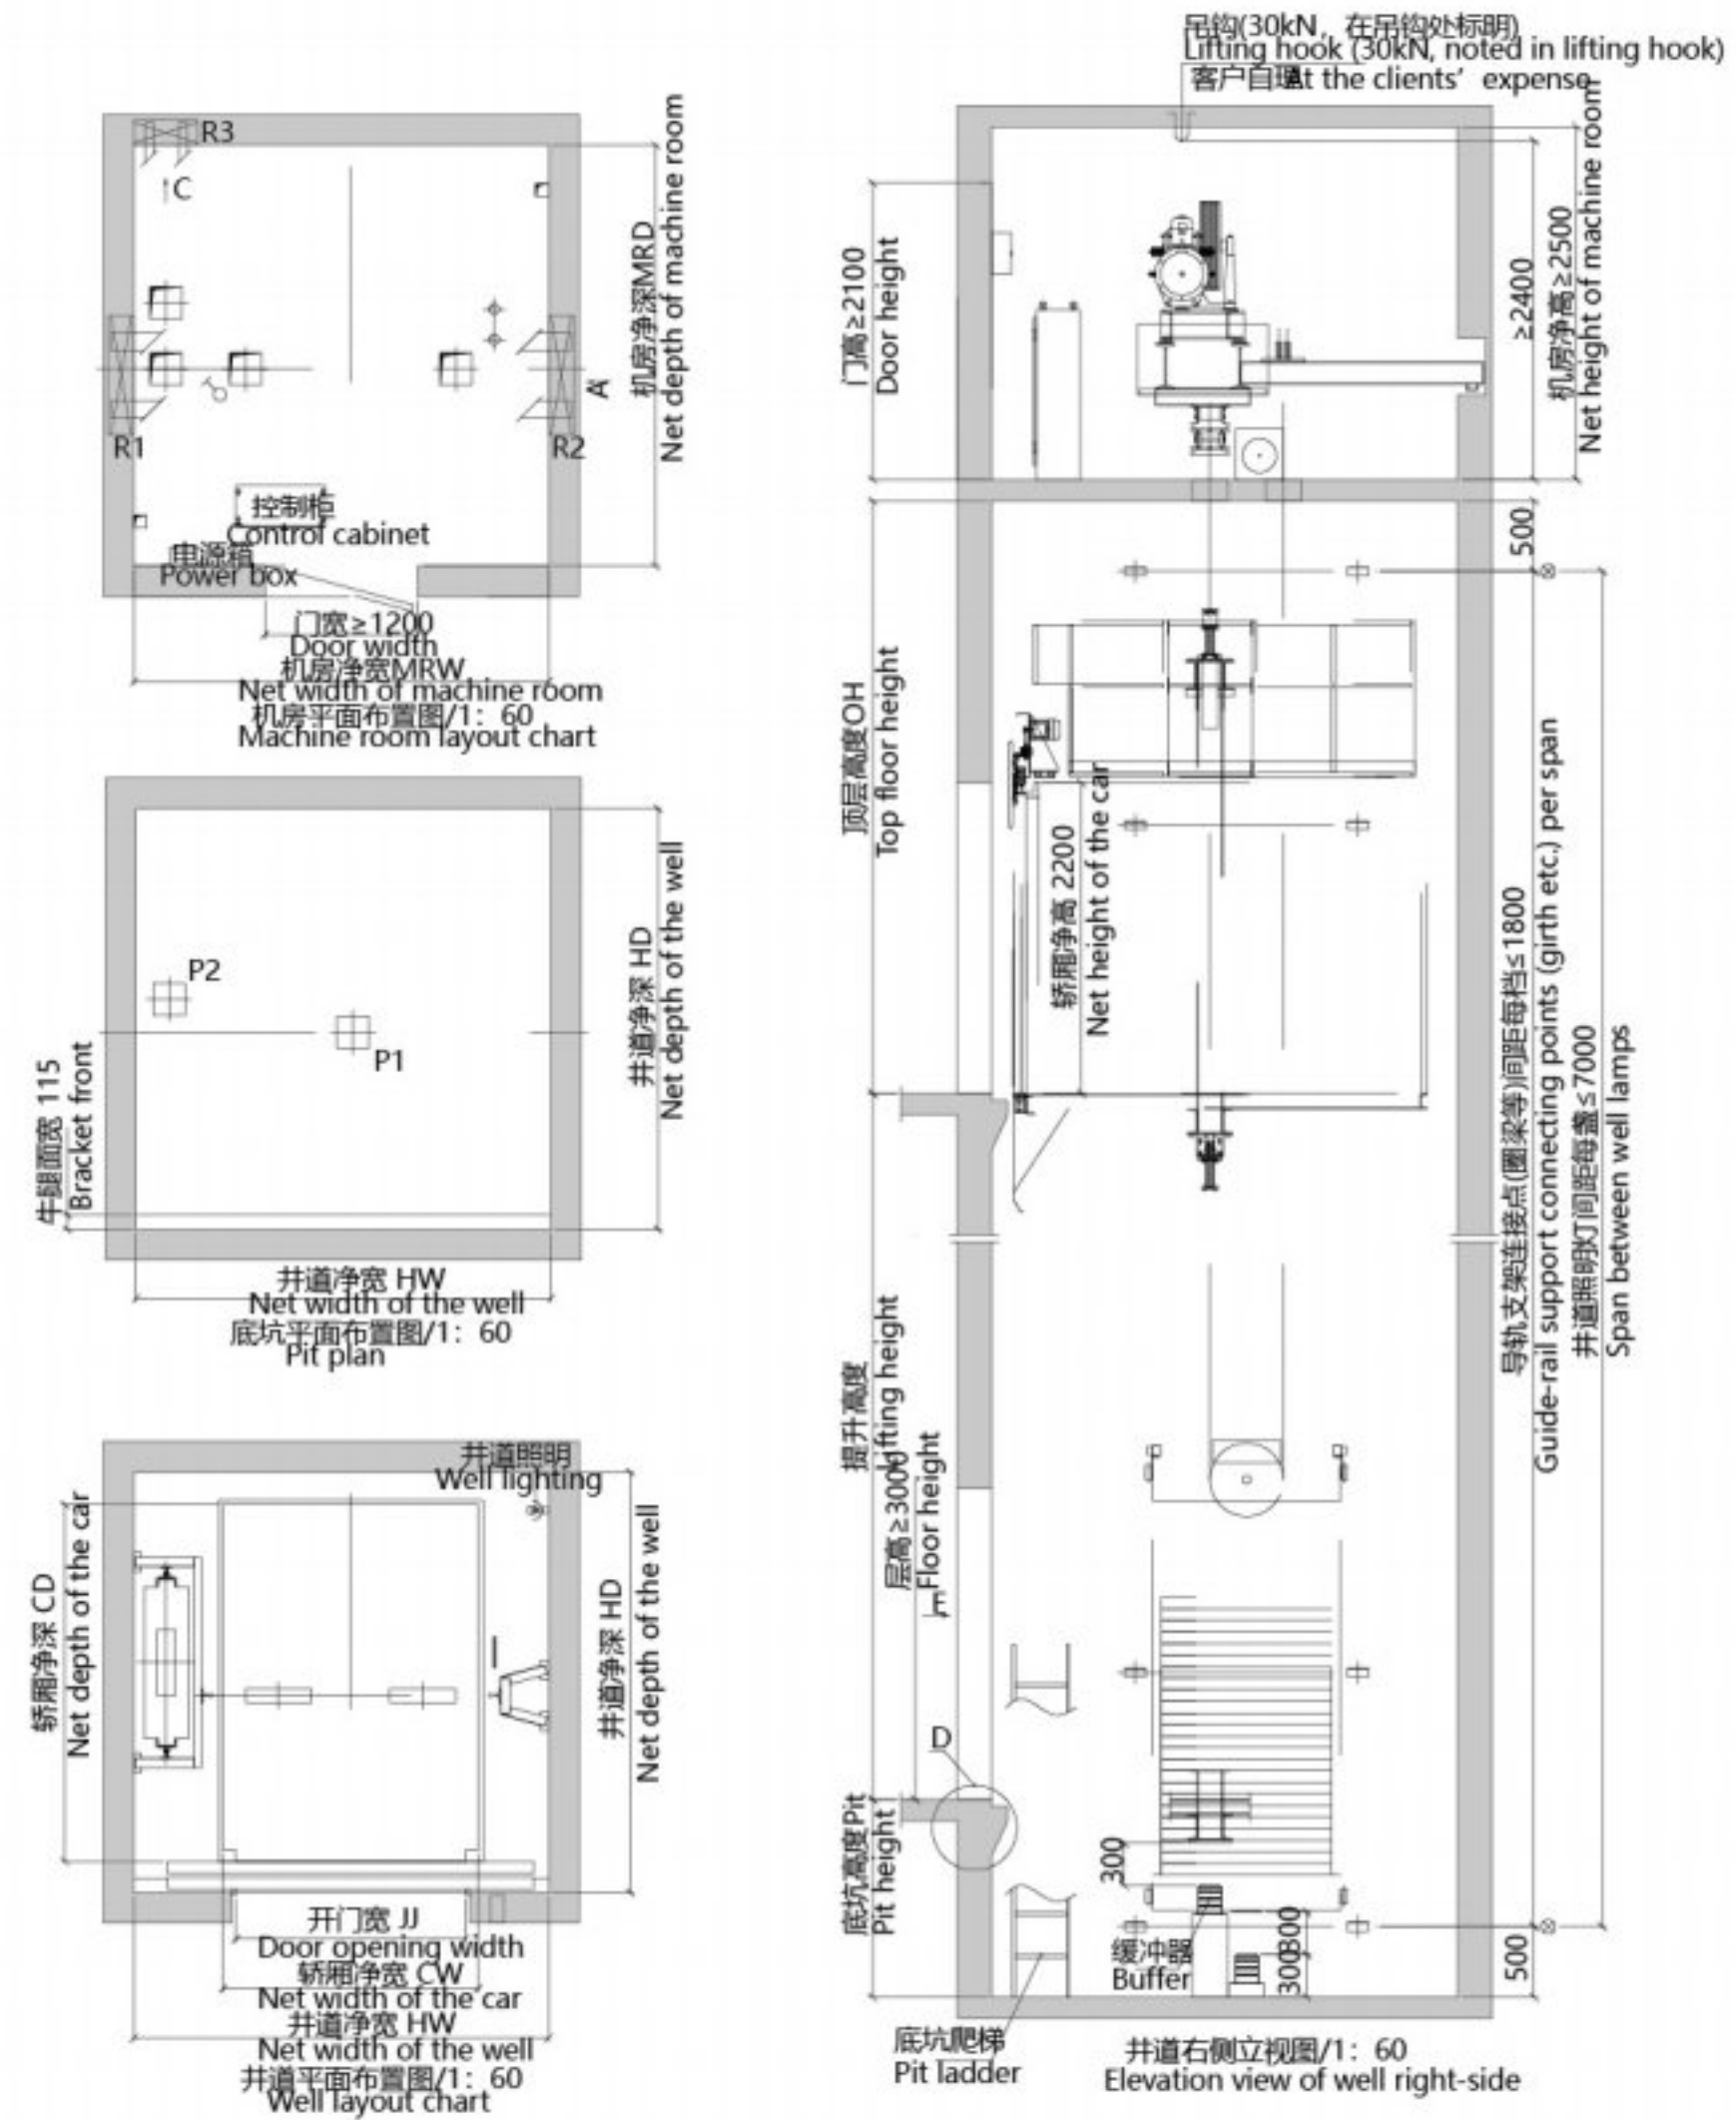 R3
C
机房净深MRD
Net depth of machine room
A
R1
R2
控制柜
Control cabinet
电源箱
Power box
门宽≥1200
Door width
机房净宽MRW
Net width of machine room
机房平面布置图/1：60
Machine room layout chart
P2
P1
牛腿面宽 115
Bracket front
井道净深 HD
Net depth of the well
井道净宽 HW
Net width of the well
底坑平面布置图/1：60
Pit plan
井道照明
Well lighting
轿厢净深 CD
Net depth of the car
井道净深 HD
Net depth of the well
开门宽 JJ
Door opening width
轿厢净宽 CW
Net width of the car
井道净宽 HW
Net width of the well
井道平面布置图/1：60
Well layout chart
吊钩(30kN，在吊钩处标明)
Lifting hook (30kN, noted in lifting hook)
客户自理At the clients’ expense
门高≥2100
Door height
≥2400
机房净高≥2500
Net height of machine room
500
顶层高度OH
Top floor height
轿厢净高 2200
Net height of the car
导轨支架连接点(圈梁等)间距每档≤1800
Guide-rail support connecting points (girth etc.) per span
井道照明灯间距每盏≤7000
Span between well lamps
提升高度
Lifting height
层高≥3000
Floor height
D
底坑高度Pit
Pit height
300
缓冲器
Buffer
300
300
500
底坑爬梯
Pit ladder
井道右侧立视图/1：60
Elevation view of well right-side